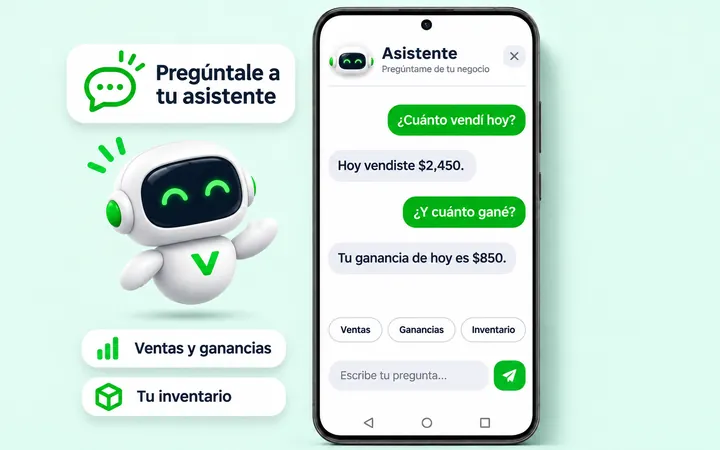 Pregúntale a
tu asistente
V
Ventas y ganancias
Tu inventario
Asistente
Pregúntame de tu negocio
¿Cuánto vendí hoy?
Hoy vendiste $2,450.
¿Y cuánto gané?
Tu ganancia de hoy es $850.
Ventas
Ganancias
Inventario
Escribe tu pregunta...